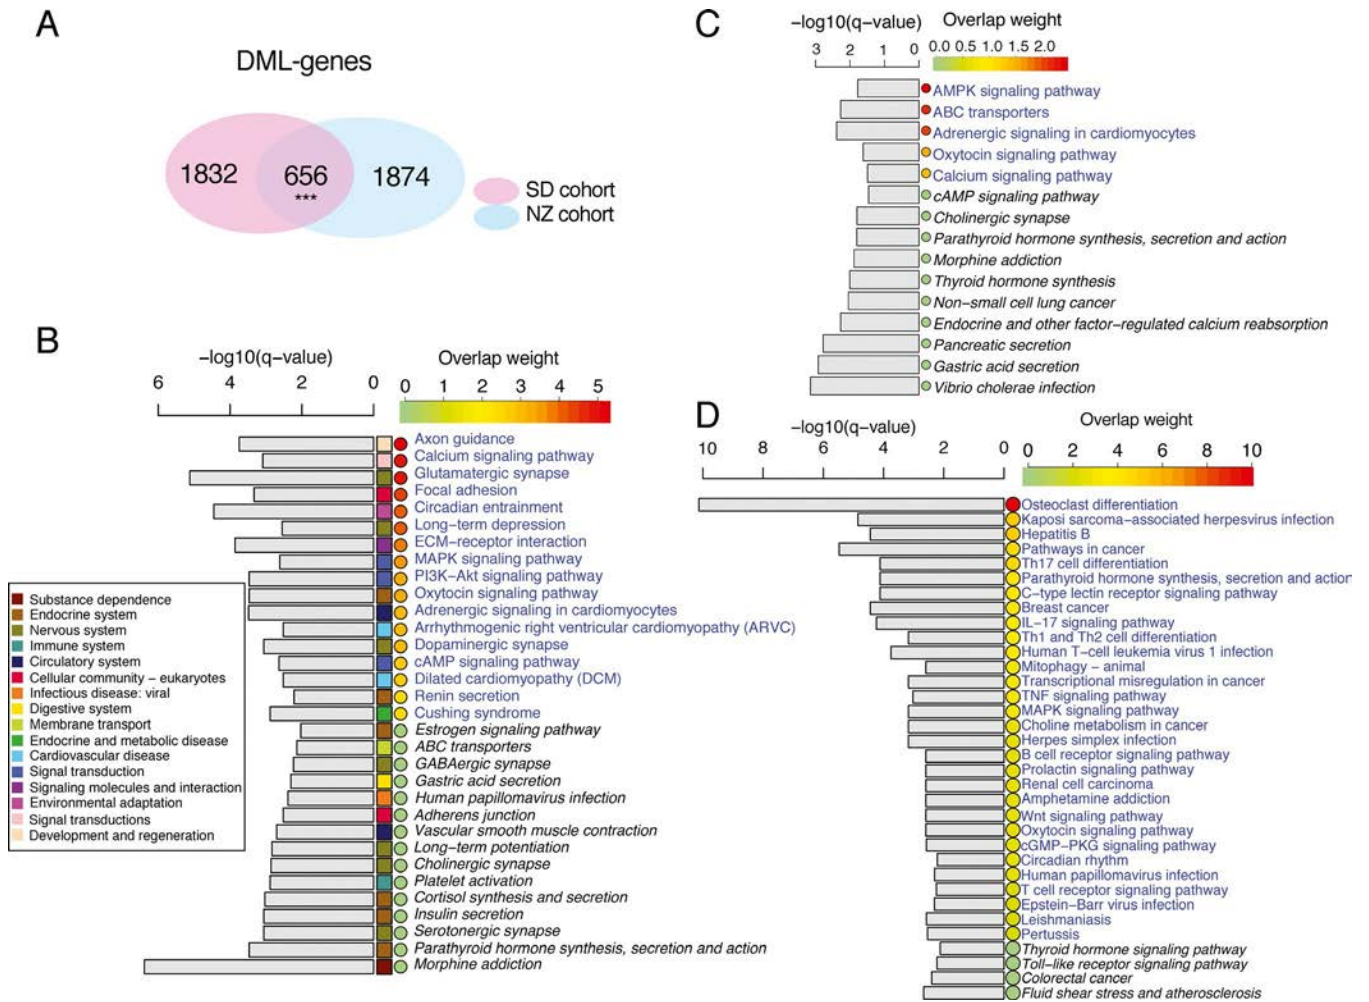 A
DML-genes
1832
656
***
1874
SD cohort
NZ cohort
B
−log10(q−value)
6 4 2 0
Overlap weight
0 1 2 3 4 5
Axon guidance
Calcium signaling pathway
Glutamatergic synapse
Focal adhesion
Circadian entrainment
Long−term depression
ECM−receptor interaction
MAPK signaling pathway
PI3K−Akt signaling pathway
Oxytocin signaling pathway
Adrenergic signaling in cardiomyocytes
Arrhythmogenic right ventricular cardiomyopathy (ARVC)
Dopaminergic synapse
cAMP signaling pathway
Dilated cardiomyopathy (DCM)
Renin secretion
Cushing syndrome
Estrogen signaling pathway
ABC transporters
GABAergic synapse
Gastric acid secretion
Human papillomavirus infection
Adherens junction
Vascular smooth muscle contraction
Long−term potentiation
Cholinergic synapse
Platelet activation
Cortisol synthesis and secretion
Insulin secretion
Serotonergic synapse
Parathyroid hormone synthesis, secretion and action
Morphine addiction
Substance dependence
Endocrine system
Nervous system
Immune system
Circulatory system
Cellular community − eukaryotes
Infectious disease: viral
Digestive system
Membrane transport
Endocrine and metabolic disease
Cardiovascular disease
Signal transduction
Signaling molecules and interaction
Environmental adaptation
Signal transductions
Development and regeneration
C
−log10(q−value)
3 2 1 0
Overlap weight
0.0 0.5 1.0 1.5 2.0
AMPK signaling pathway
ABC transporters
Adrenergic signaling in cardiomyocytes
Oxytocin signaling pathway
Calcium signaling pathway
cAMP signaling pathway
Cholinergic synapse
Parathyroid hormone synthesis, secretion and action
Morphine addiction
Thyroid hormone synthesis
Non−small cell lung cancer
Endocrine and other factor−regulated calcium reabsorption
Pancreatic secretion
Gastric acid secretion
Vibrio cholerae infection
D
−log10(q−value)
10 8 6 4 2 0
Overlap weight
0 2 4 6 8 10
Osteoclast differentiation
Kaposi sarcoma−associated herpesvirus infection
Hepatitis B
Pathways in cancer
Th17 cell differentiation
Parathyroid hormone synthesis, secretion and action
C−type lectin receptor signaling pathway
Breast cancer
IL−17 signaling pathway
Th1 and Th2 cell differentiation
Human T−cell leukemia virus 1 infection
Mitophagy − animal
Transcriptional misregulation in cancer
TNF signaling pathway
MAPK signaling pathway
Choline metabolism in cancer
Herpes simplex infection
B cell receptor signaling pathway
Prolactin signaling pathway
Renal cell carcinoma
Amphetamine addiction
Wnt signaling pathway
Oxytocin signaling pathway
cGMP−PKG signaling pathway
Circadian rhythm
Human papillomavirus infection
T cell receptor signaling pathway
Epstein−Barr virus infection
Leishmaniasis
Pertussis
Thyroid hormone signaling pathway
Toll−like receptor signaling pathway
Colorectal cancer
Fluid shear stress and atherosclerosis